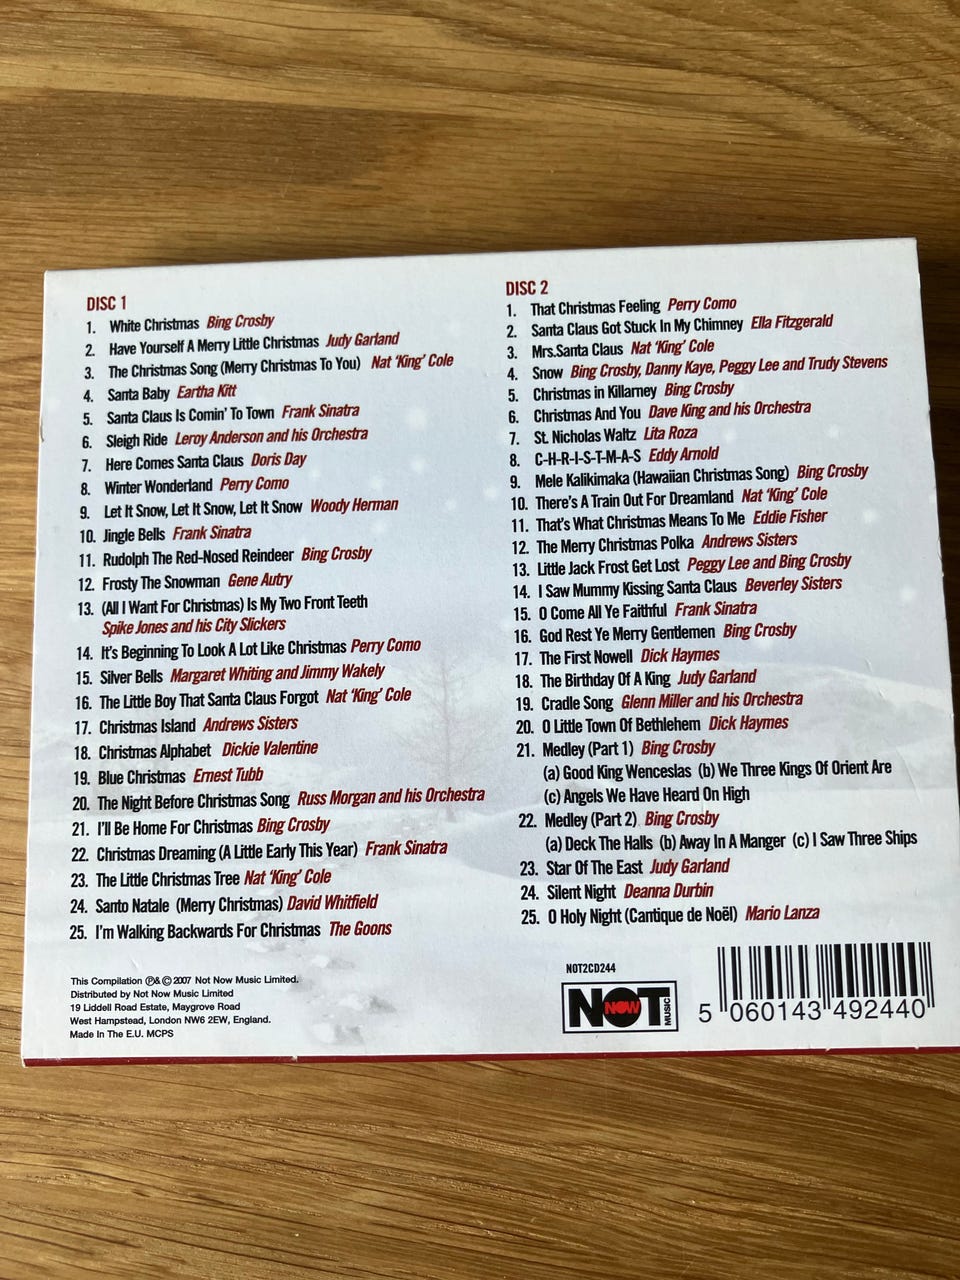 DISC 1
1. White Christmas Bing Crosby
2. Have Yourself A Merry Little Christmas Judy Garland
3. The Christmas Song (Merry Christmas To You) Nat 'King' Cole
4. Santa Baby Eartha Kitt
5. Santa Claus Is Comin' To Town Frank Sinatra
6. Sleigh Ride Leroy Anderson and his Orchestra
7. Here Comes Santa Claus Doris Day
8. Winter Wonderland Perry Como
9. Let It Snow, Let It Snow, Let It Snow Woody Herman
10. Jingle Bells Frank Sinatra
11. Rudolph The Red-Nosed Reindeer Bing Crosby
12. Frosty The Snowman Gene Autry
13. (All I Want For Christmas) Is My Two Front Teeth
Spike Jones and his City Slickers
14. It's Beginning To Look A Lot Like Christmas Perry Como
15. Silver Bells Margaret Whiting and Jimmy Wakely
16. The Little Boy That Santa Claus Forgot Nat 'King' Cole
17. Christmas Island Andrews Sisters
18. Christmas Alphabet Dickie Valentine
19. Blue Christmas Ernest Tubb
20. The Night Before Christmas Song Russ Morgan and his Orchestra
21. I'll Be Home For Christmas Bing Crosby
22. Christmas Dreaming (A Little Early This Year) Frank Sinatra
23. The Little Christmas Tree Nat 'King' Cole
24. Santo Natale (Merry Christmas) David Whitfield
25. I'm Walking Backwards For Christmas The Goons
DISC 2
1. That Christmas Feeling Perry Como
2. Santa Claus Got Stuck In My Chimney Ella Fitzgerald
3. Mrs.Santa Claus Nat 'King' Cole
4. Snow Bing Crosby, Danny Kaye, Peggy Lee and Trudy Stevens
5. Christmas in Killarney Bing Crosby
6. Christmas And You Dave King and his Orchestra
7. St. Nicholas Waltz Lita Roza
8. C-H-R-I-S-T-M-A-S Eddy Arnold
9. Mele Kalikimaka (Hawaiian Christmas Song) Bing Crosby
10. There's A Train Out For Dreamland Nat 'King' Cole
11. That's What Christmas Means To Me Eddie Fisher
12. The Merry Christmas Polka Andrews Sisters
13. Little Jack Frost Get Lost Peggy Lee and Bing Crosby
14. I Saw Mummy Kissing Santa Claus Beverley Sisters
15. O Come All Ye Faithful Frank Sinatra
16. God Rest Ye Merry Gentlemen Bing Crosby
17. The First Nowell Dick Haymes
18. The Birthday Of A King Judy Garland
19. Cradle Song Glenn Miller and his Orchestra
20. O Little Town Of Bethlehem Dick Haymes
21. Medley (Part 1) Bing Crosby
(a) Good King Wenceslas (b) We Three Kings Of Orient Are
(c) Angels We Have Heard On High
22. Medley (Part 2) Bing Crosby
(a) Deck The Halls (b) Away In A Manger (c) I Saw Three Ships
23. Star Of The East Judy Garland
24. Silent Night Deanna Durbin
25. O Holy Night (Cantique de Noël) Mario Lanza
This Compilation ℗& © 2007 Not Now Music Limited.
Distributed by Not Now Music Limited
19 Liddell Road Estate, Maygrove Road
West Hampstead, London NW6 2EW, England.
Made In The E.U. MCPS
NOT2CD244
NOT NOW MUSIC
5 060143 492440